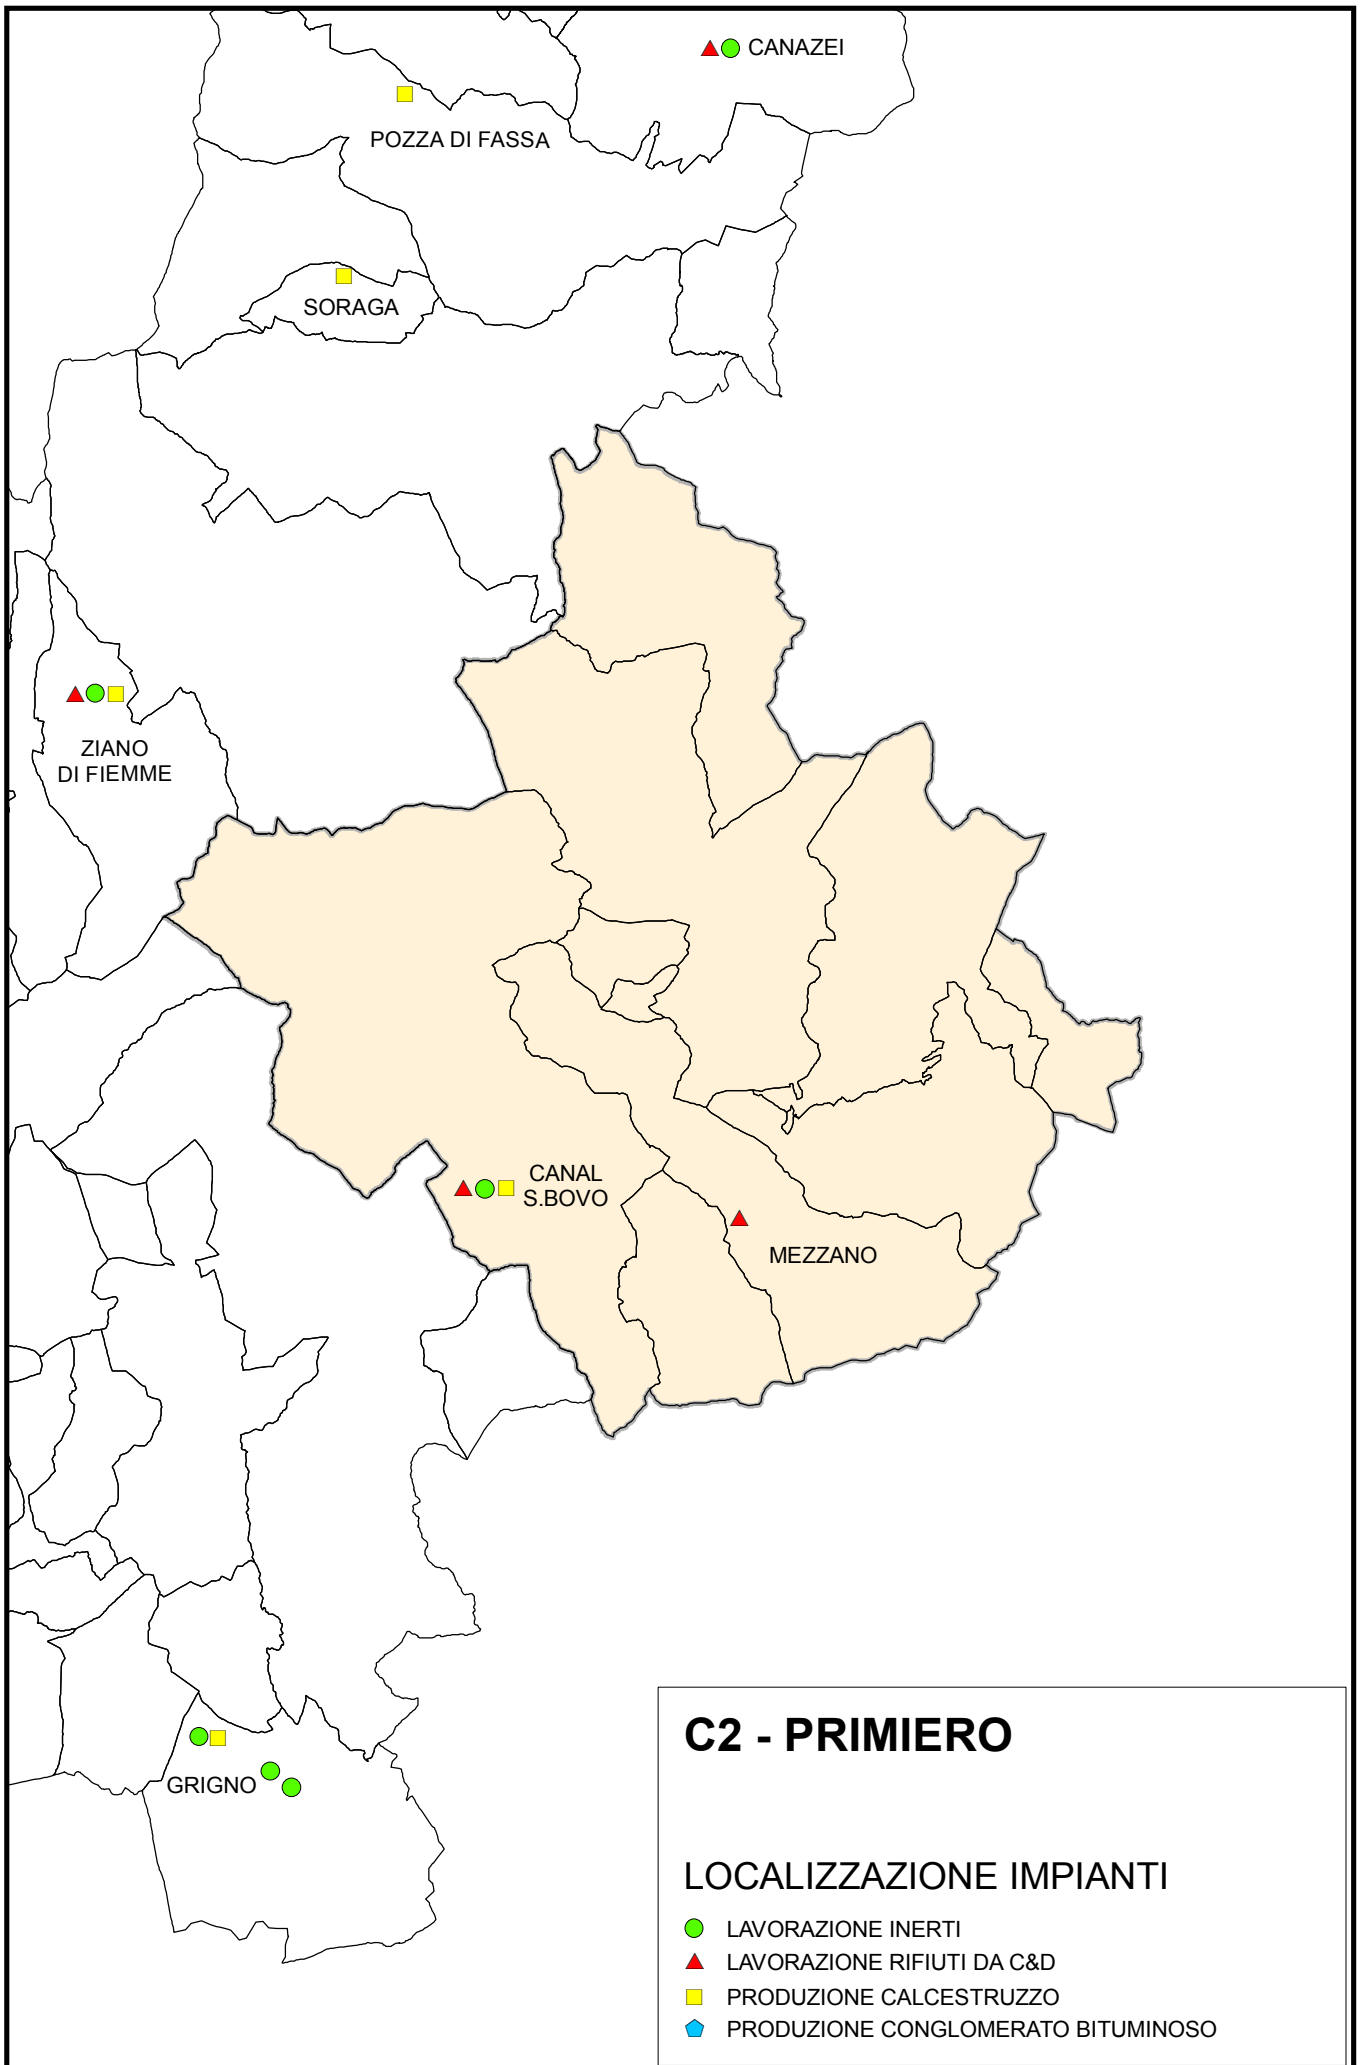 CANAZEI
POZZA DI FASSA
SORAGA
ZIANO
DI FIEMME
CANAL
S.BOVO
MEZZANO
GRIGNO
C2 - PRIMIERO
LOCALIZZAZIONE IMPIANTI
LAVORAZIONE INERTI
LAVORAZIONE RIFIUTI DA C&D
PRODUZIONE CALCESTRUZZO
PRODUZIONE CONGLOMERATO BITUMINOSO